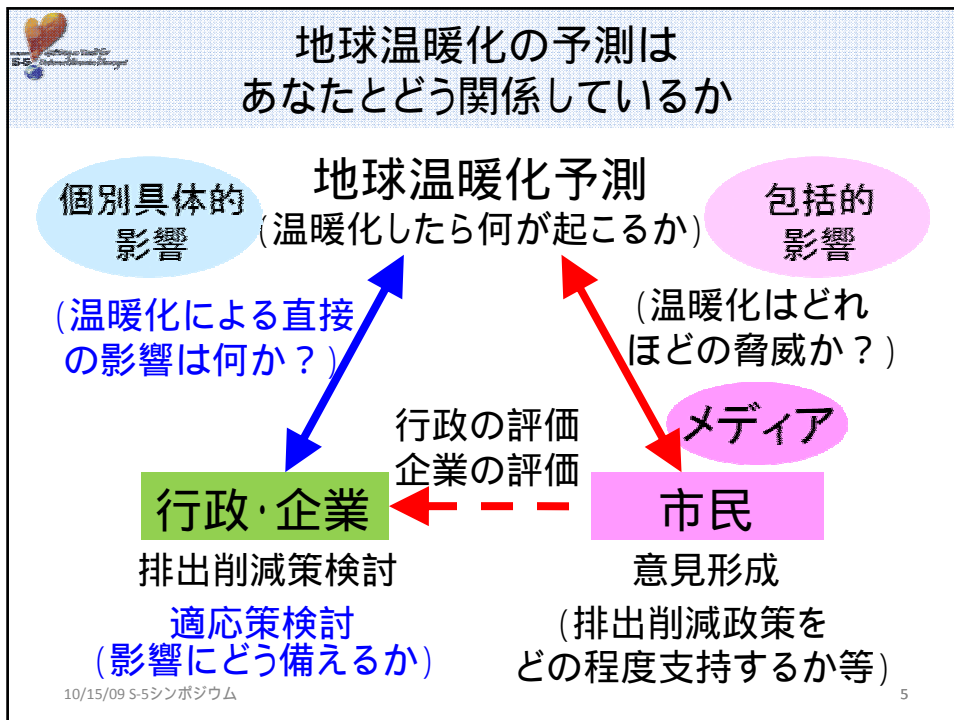 地球温暖化の予測は
あなたとどう関係しているか
S-5
地球温暖化予測
(温暖化したら何が起こるか)
個別具体的
影響
包括的
影響
(温暖化による直接
の影響は何か？)
(温暖化はどれ
ほどの脅威か？)
メディア
行政の評価
企業の評価
行政･企業
市民
排出削減策検討
適応策検討
(影響にどう備えるか)
意見形成
(排出削減政策を
どの程度支持するか等)
10/15/09 S-5シンポジウム
5